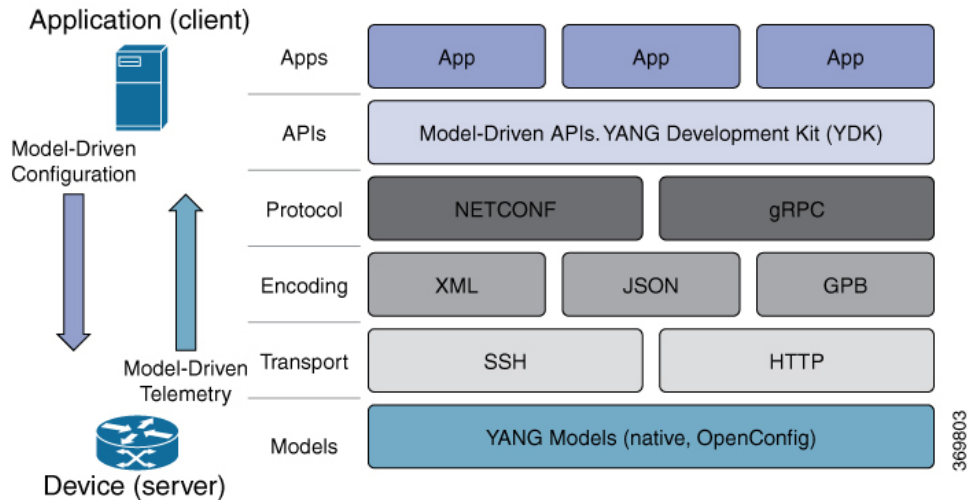 Application (client)
Model-Driven
Configuration
Model-Driven
Telemetry
Device (server)
Apps
App
App
App
APIs
Model-Driven APIs. YANG Development Kit (YDK)
Protocol
NETCONF
gRPC
Encoding
XML
JSON
GPB
Transport
SSH
HTTP
Models
YANG Models (native, OpenConfig)
369803